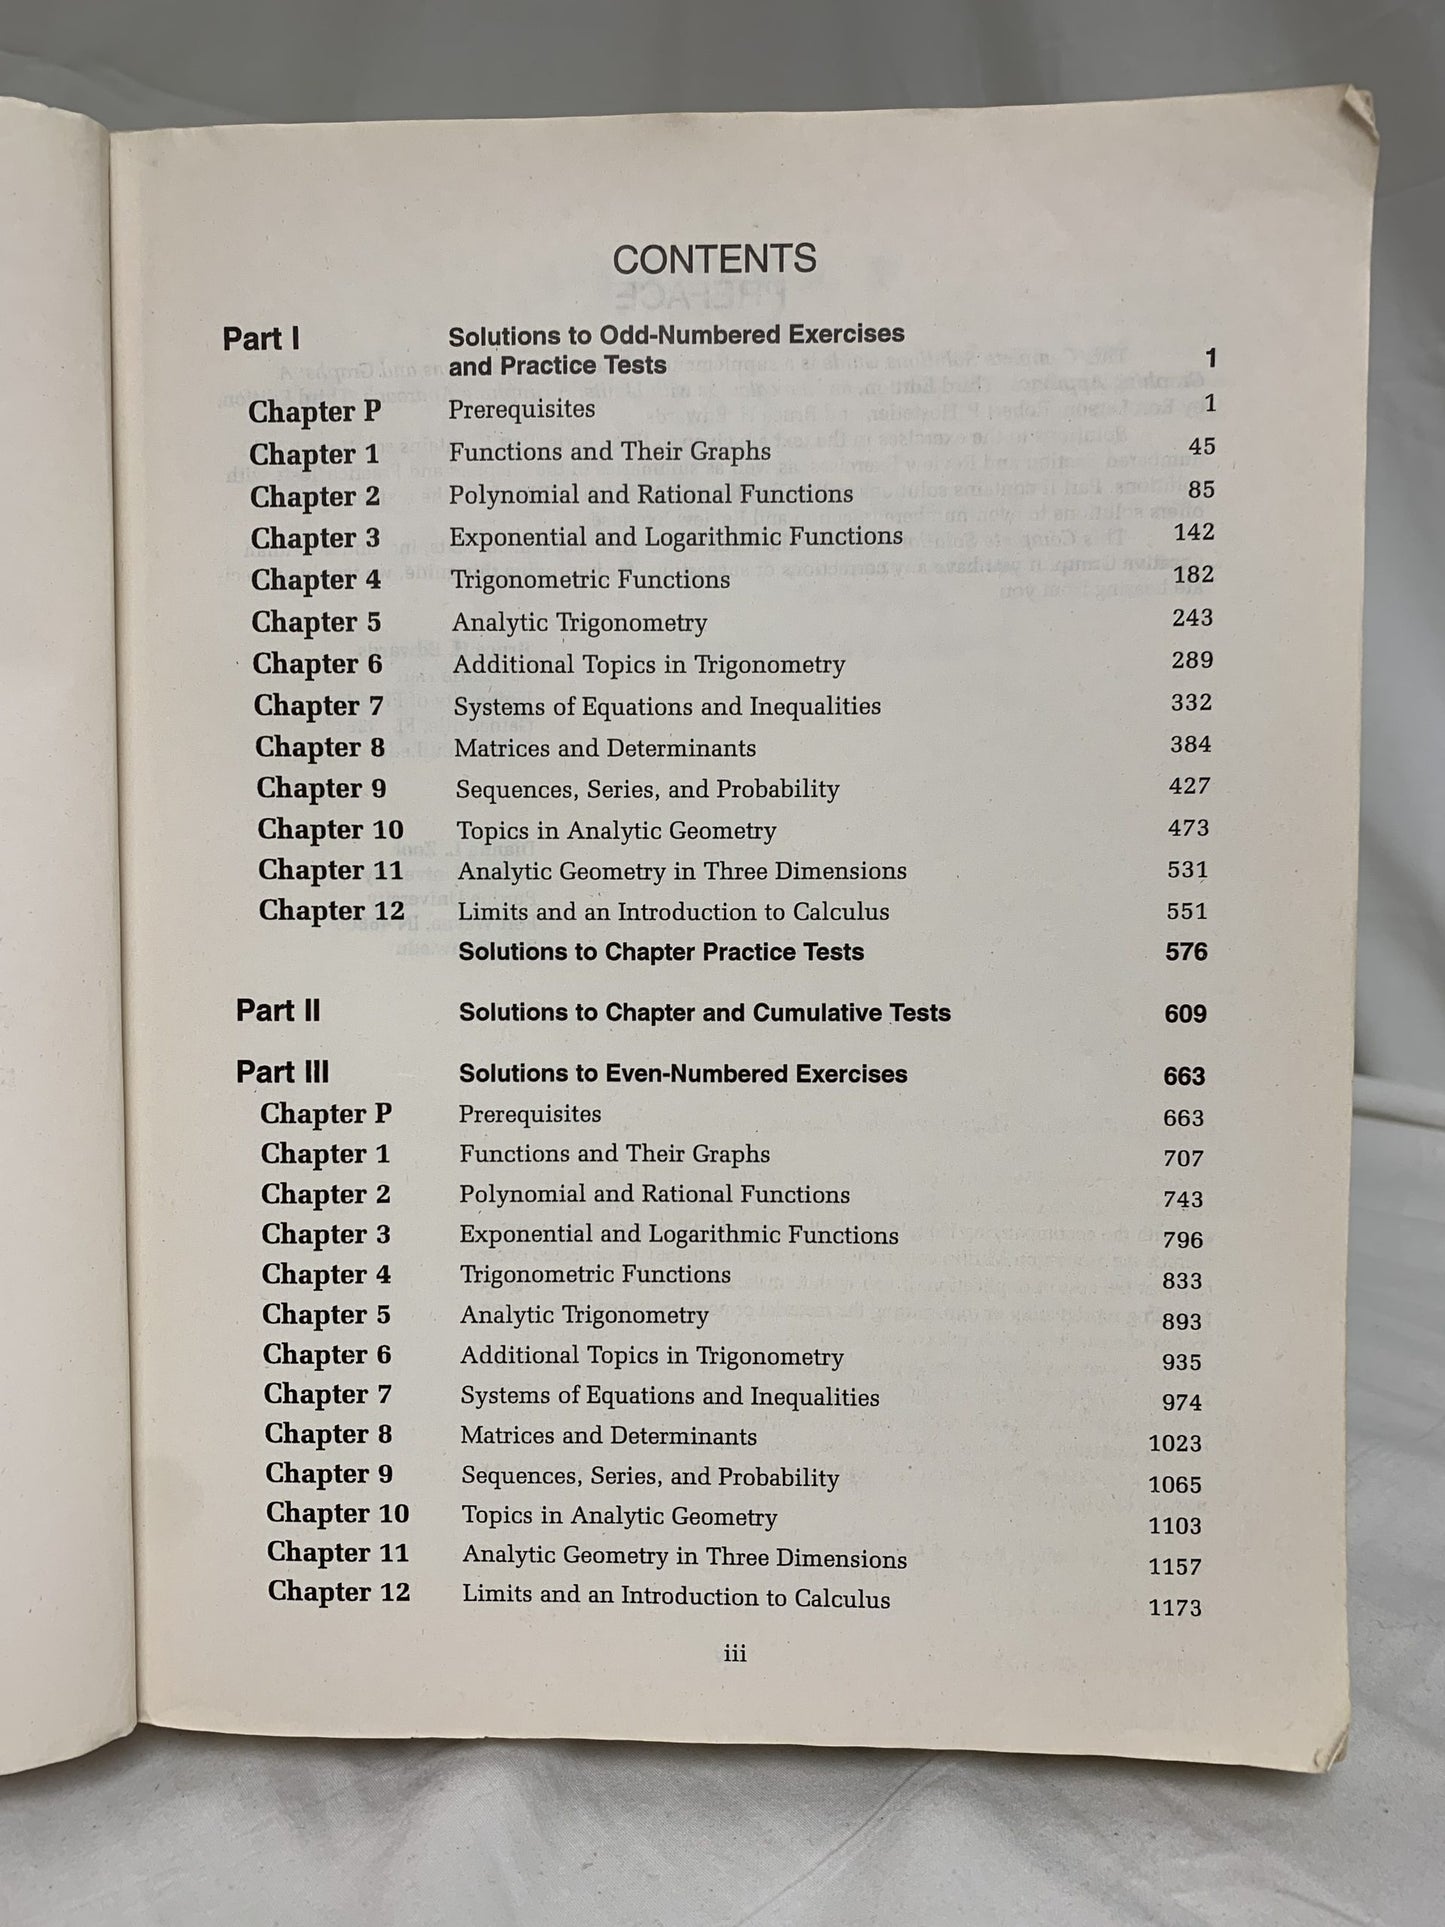 CONTENTS
Part I Solutions to Odd-Numbered Exercises
and Practice Tests 1
Chapter P Prerequisites 1
Chapter 1 Functions and Their Graphs 45
Chapter 2 Polynomial and Rational Functions 85
Chapter 3 Exponential and Logarithmic Functions 142
Chapter 4 Trigonometric Functions 182
Chapter 5 Analytic Trigonometry 243
Chapter 6 Additional Topics in Trigonometry 289
Chapter 7 Systems of Equations and Inequalities 332
Chapter 8 Matrices and Determinants 384
Chapter 9 Sequences, Series, and Probability 427
Chapter 10 Topics in Analytic Geometry 473
Chapter 11 Analytic Geometry in Three Dimensions 531
Chapter 12 Limits and an Introduction to Calculus 551
Solutions to Chapter Practice Tests 576
Part II Solutions to Chapter and Cumulative Tests 609
Part III Solutions to Even-Numbered Exercises 663
Chapter P Prerequisites 663
Chapter 1 Functions and Their Graphs 707
Chapter 2 Polynomial and Rational Functions 743
Chapter 3 Exponential and Logarithmic Functions 796
Chapter 4 Trigonometric Functions 833
Chapter 5 Analytic Trigonometry 893
Chapter 6 Additional Topics in Trigonometry 935
Chapter 7 Systems of Equations and Inequalities 974
Chapter 8 Matrices and Determinants 1023
Chapter 9 Sequences, Series, and Probability 1065
Chapter 10 Topics in Analytic Geometry 1103
Chapter 11 Analytic Geometry in Three Dimensions 1157
Chapter 12 Limits and an Introduction to Calculus 1173
iii